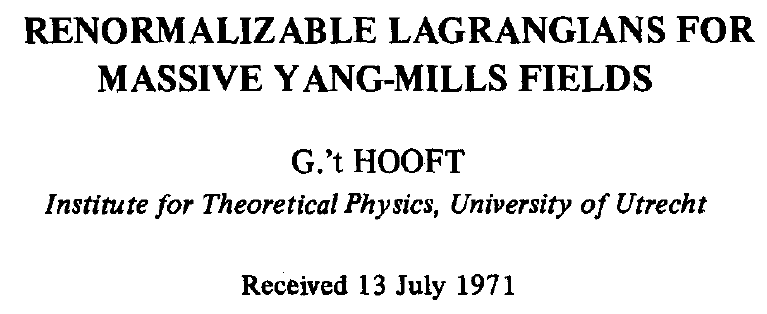 RENORMALIZABLE LAGRANGIANS FOR
MASSIVE YANG-MILLS FIELDS
G.'t HOOFT
Institute for Theoretical Physics, University of Utrecht
Received 13 July 1971